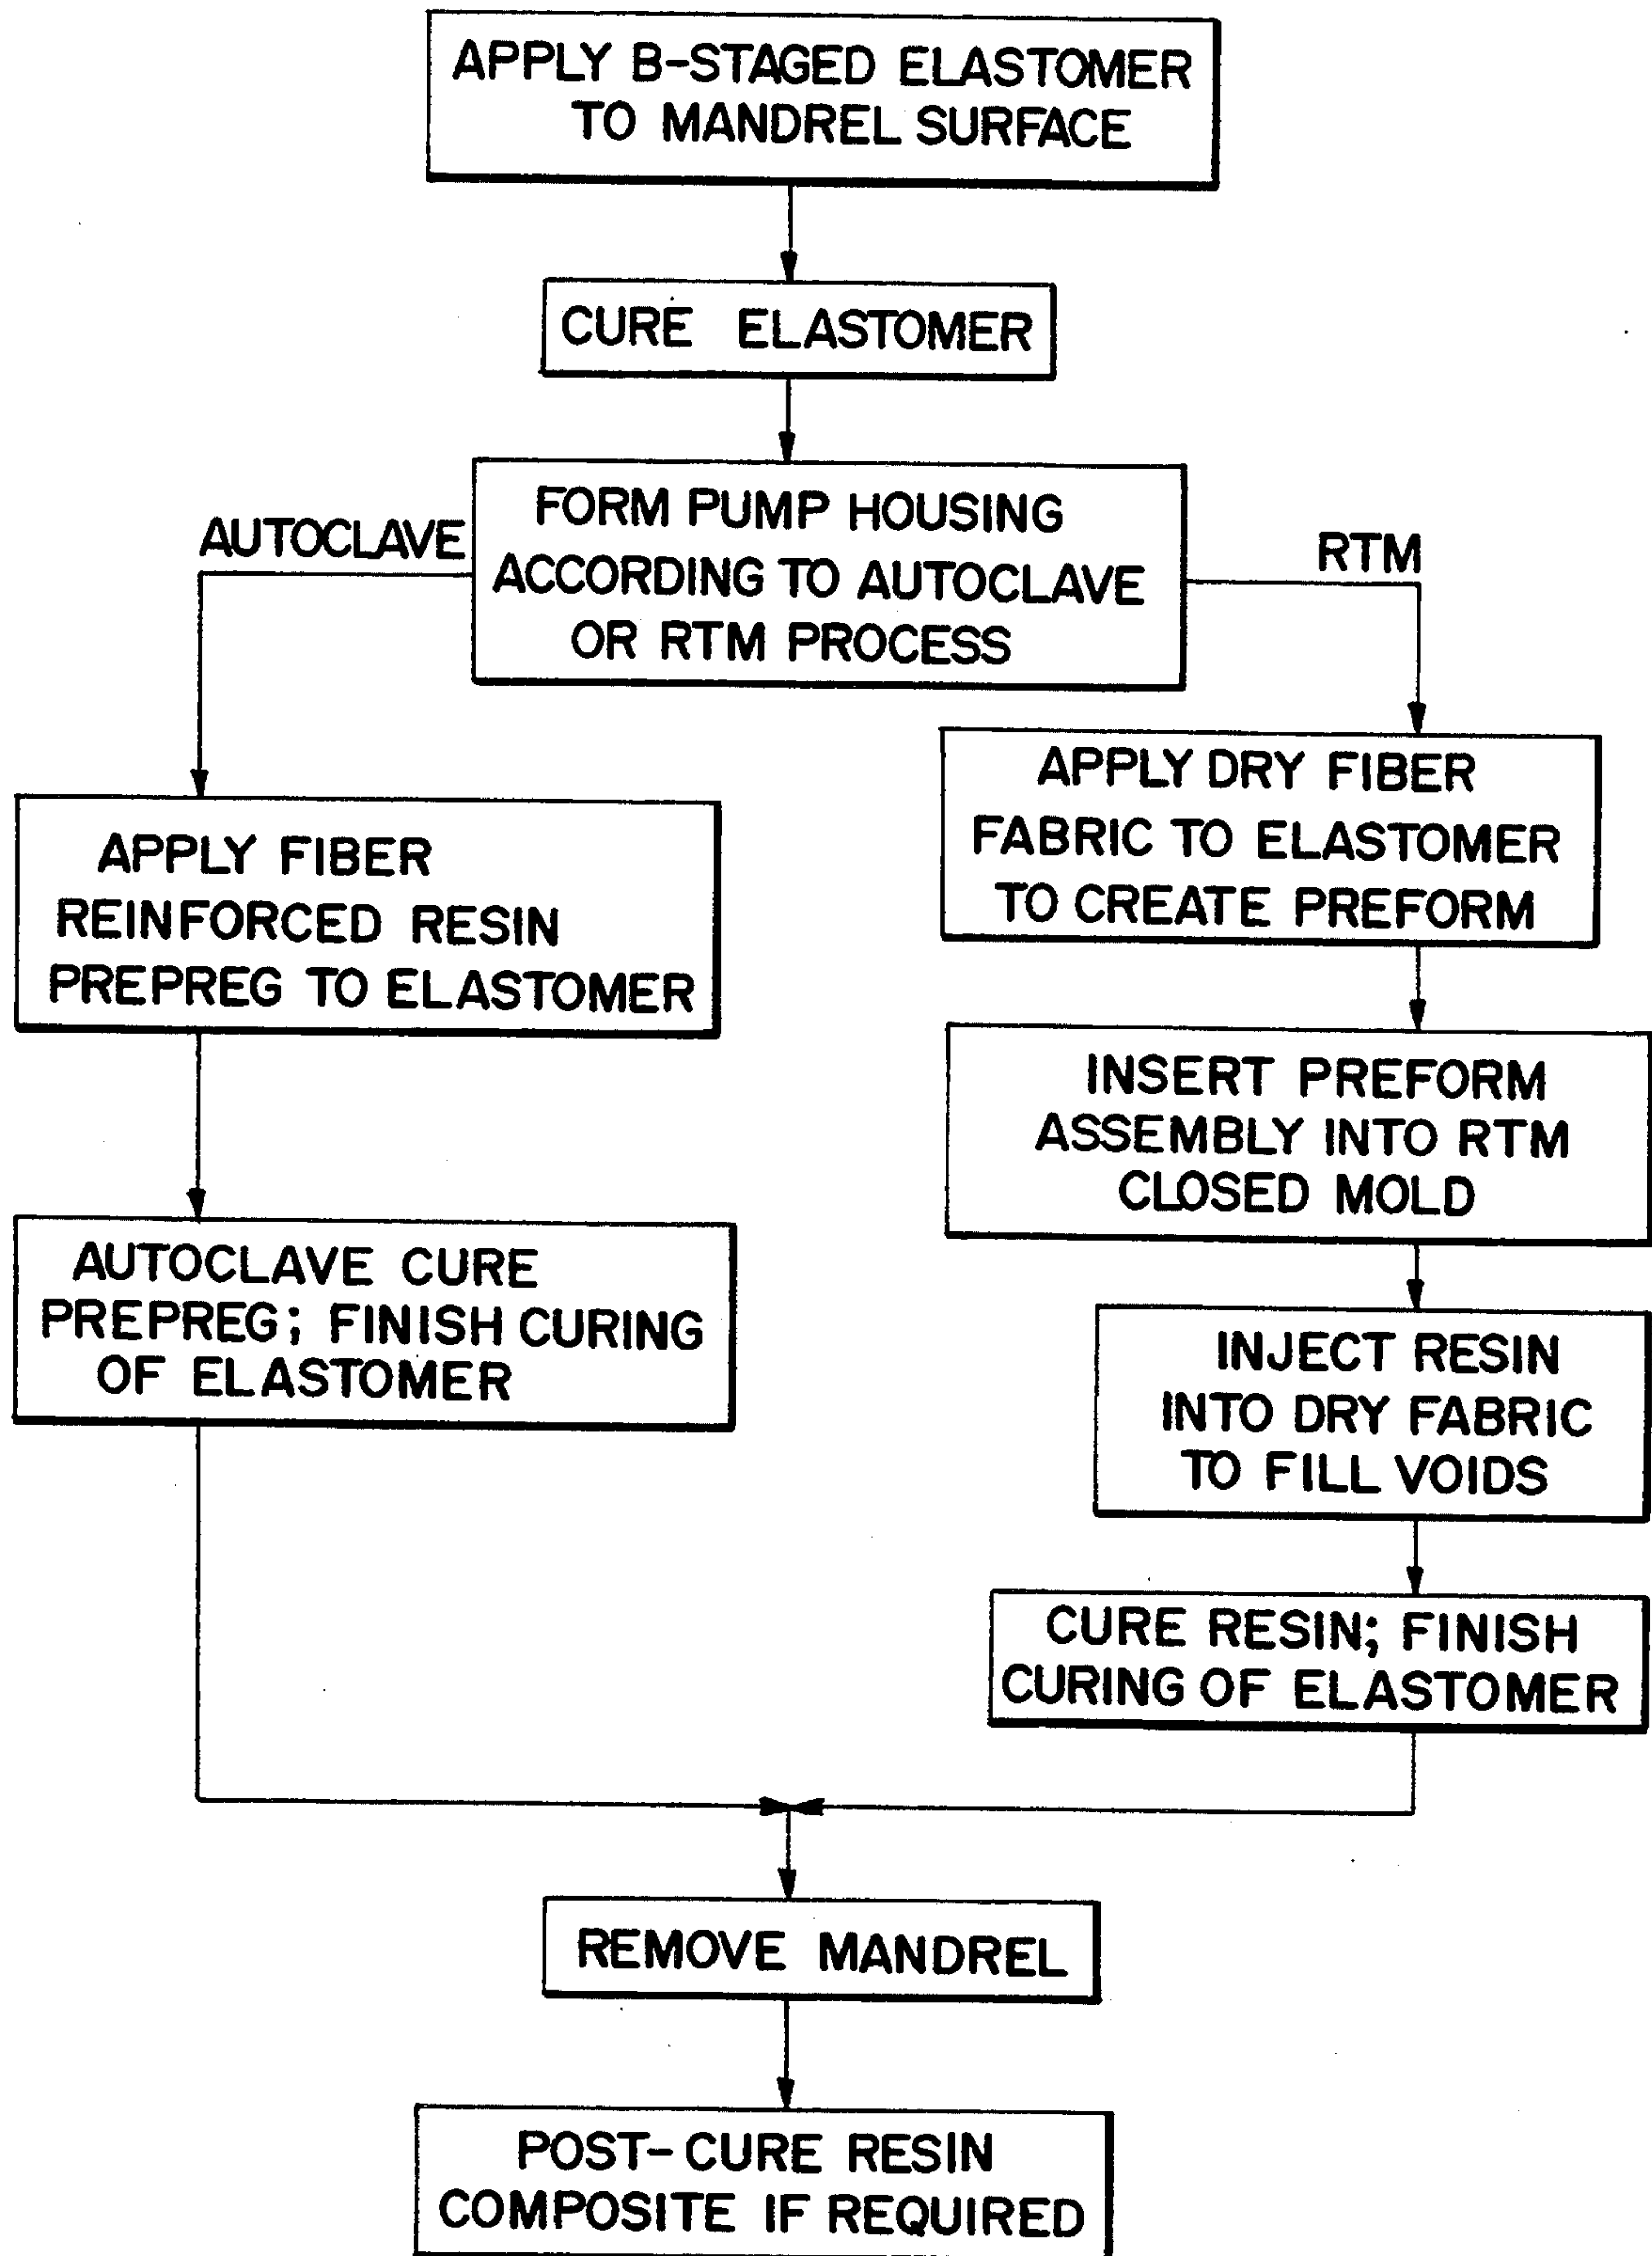 APPLY B-STAGED ELASTOMER
TO MANDREL SURFACE
CURE ELASTOMER
FORM PUMP HOUSING
ACCORDING TO AUTOCLAVE
OR RTM PROCESS
AUTOCLAVE
RTM
APPLY FIBER
REINFORCED RESIN
PREPREG TO ELASTOMER
AUTOCLAVE CURE
PREPREG; FINISH CURING
OF ELASTOMER
APPLY DRY FIBER
FABRIC TO ELASTOMER
TO CREATE PREFORM
INSERT PREFORM
ASSEMBLY INTO RTM
CLOSED MOLD
INJECT RESIN
INTO DRY FABRIC
TO FILL VOIDS
CURE RESIN; FINISH
CURING OF ELASTOMER
REMOVE MANDREL
POST-CURE RESIN
COMPOSITE IF REQUIRED